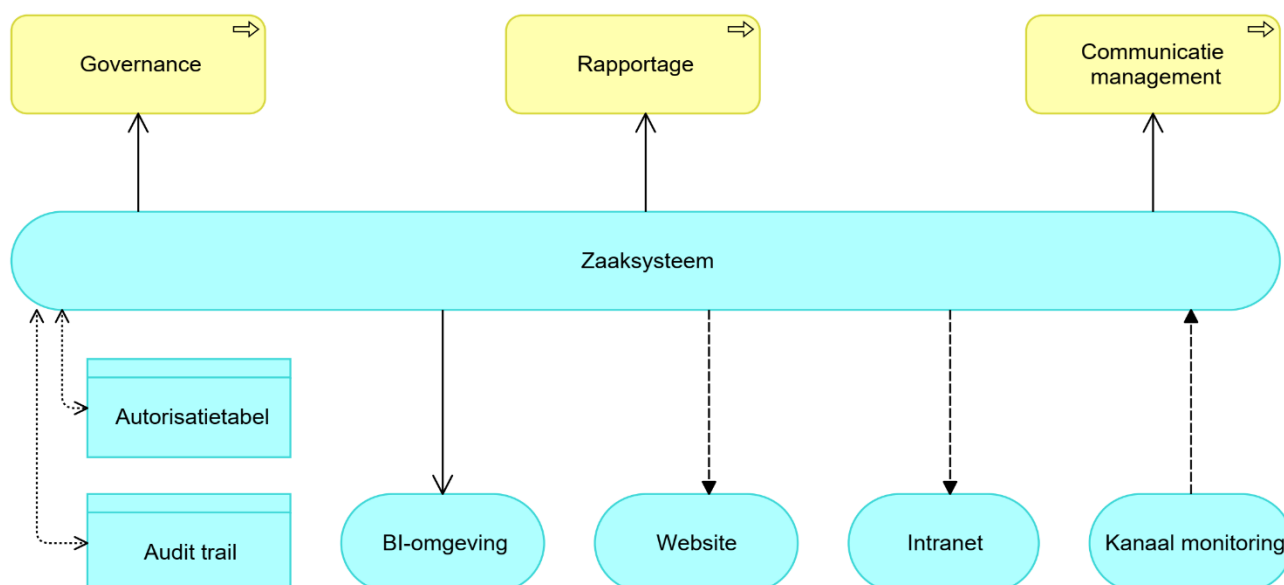 Governance
Rapportage
Communicatie
management
Zaaksysteem
Autorisatietabel
Audit trail
BI-omgeving
Website
Intranet
Kanaal monitoring